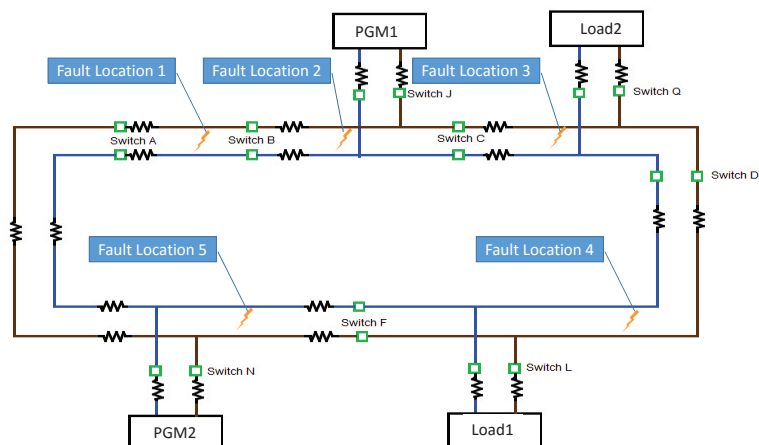 PGM1
Load2
Fault Location 1
Fault Location 2
Fault Location 3
Switch J
Switch Q
Switch A
Switch B
Switch C
Switch D
Fault Location 5
Fault Location 4
Switch F
Switch N
Switch L
PGM2
Load1